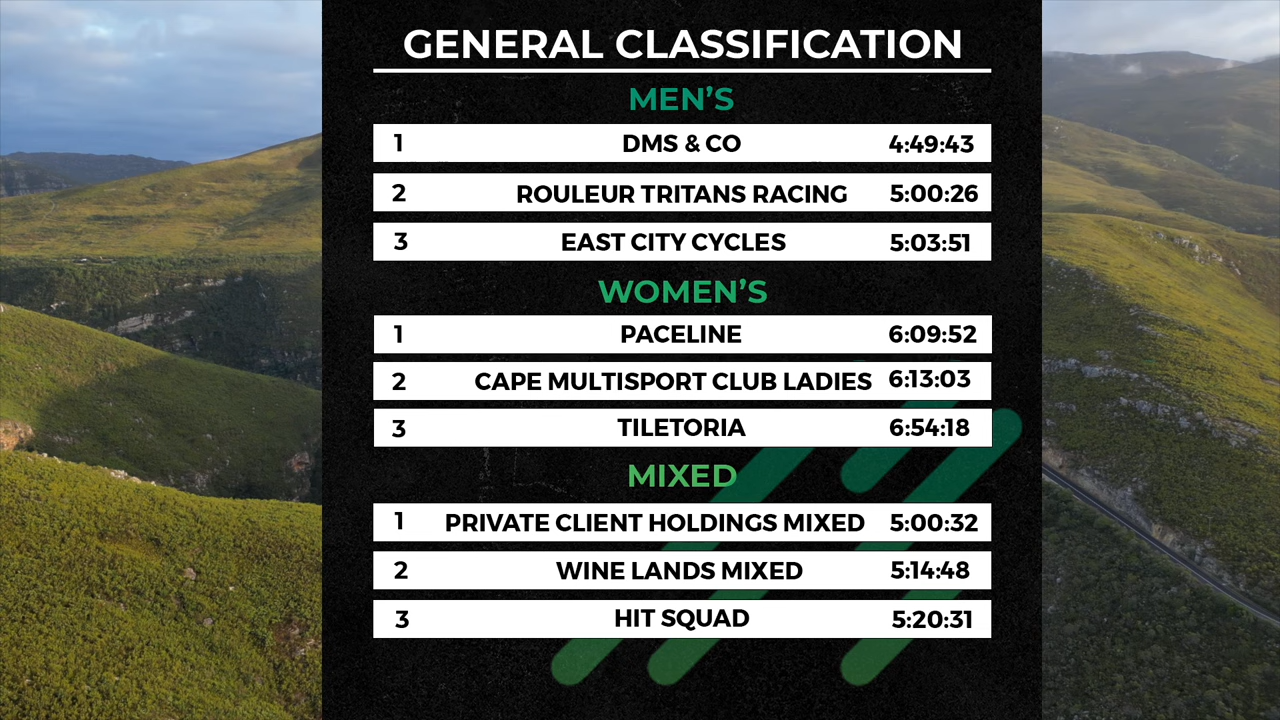 GENERAL CLASSIFICATION
MEN’S
1 DMS & CO 4:49:43
2 ROULEUR TRITANS RACING 5:00:26
3 EAST CITY CYCLES 5:03:51
WOMEN’S
1 PACELINE 6:09:52
2 CAPE MULTISPORT CLUB LADIES 6:13:03
3 TILETORIA 6:54:18
MIXED
1 PRIVATE CLIENT HOLDINGS MIXED 5:00:32
2 WINE LANDS MIXED 5:14:48
3 HIT SQUAD 5:20:31